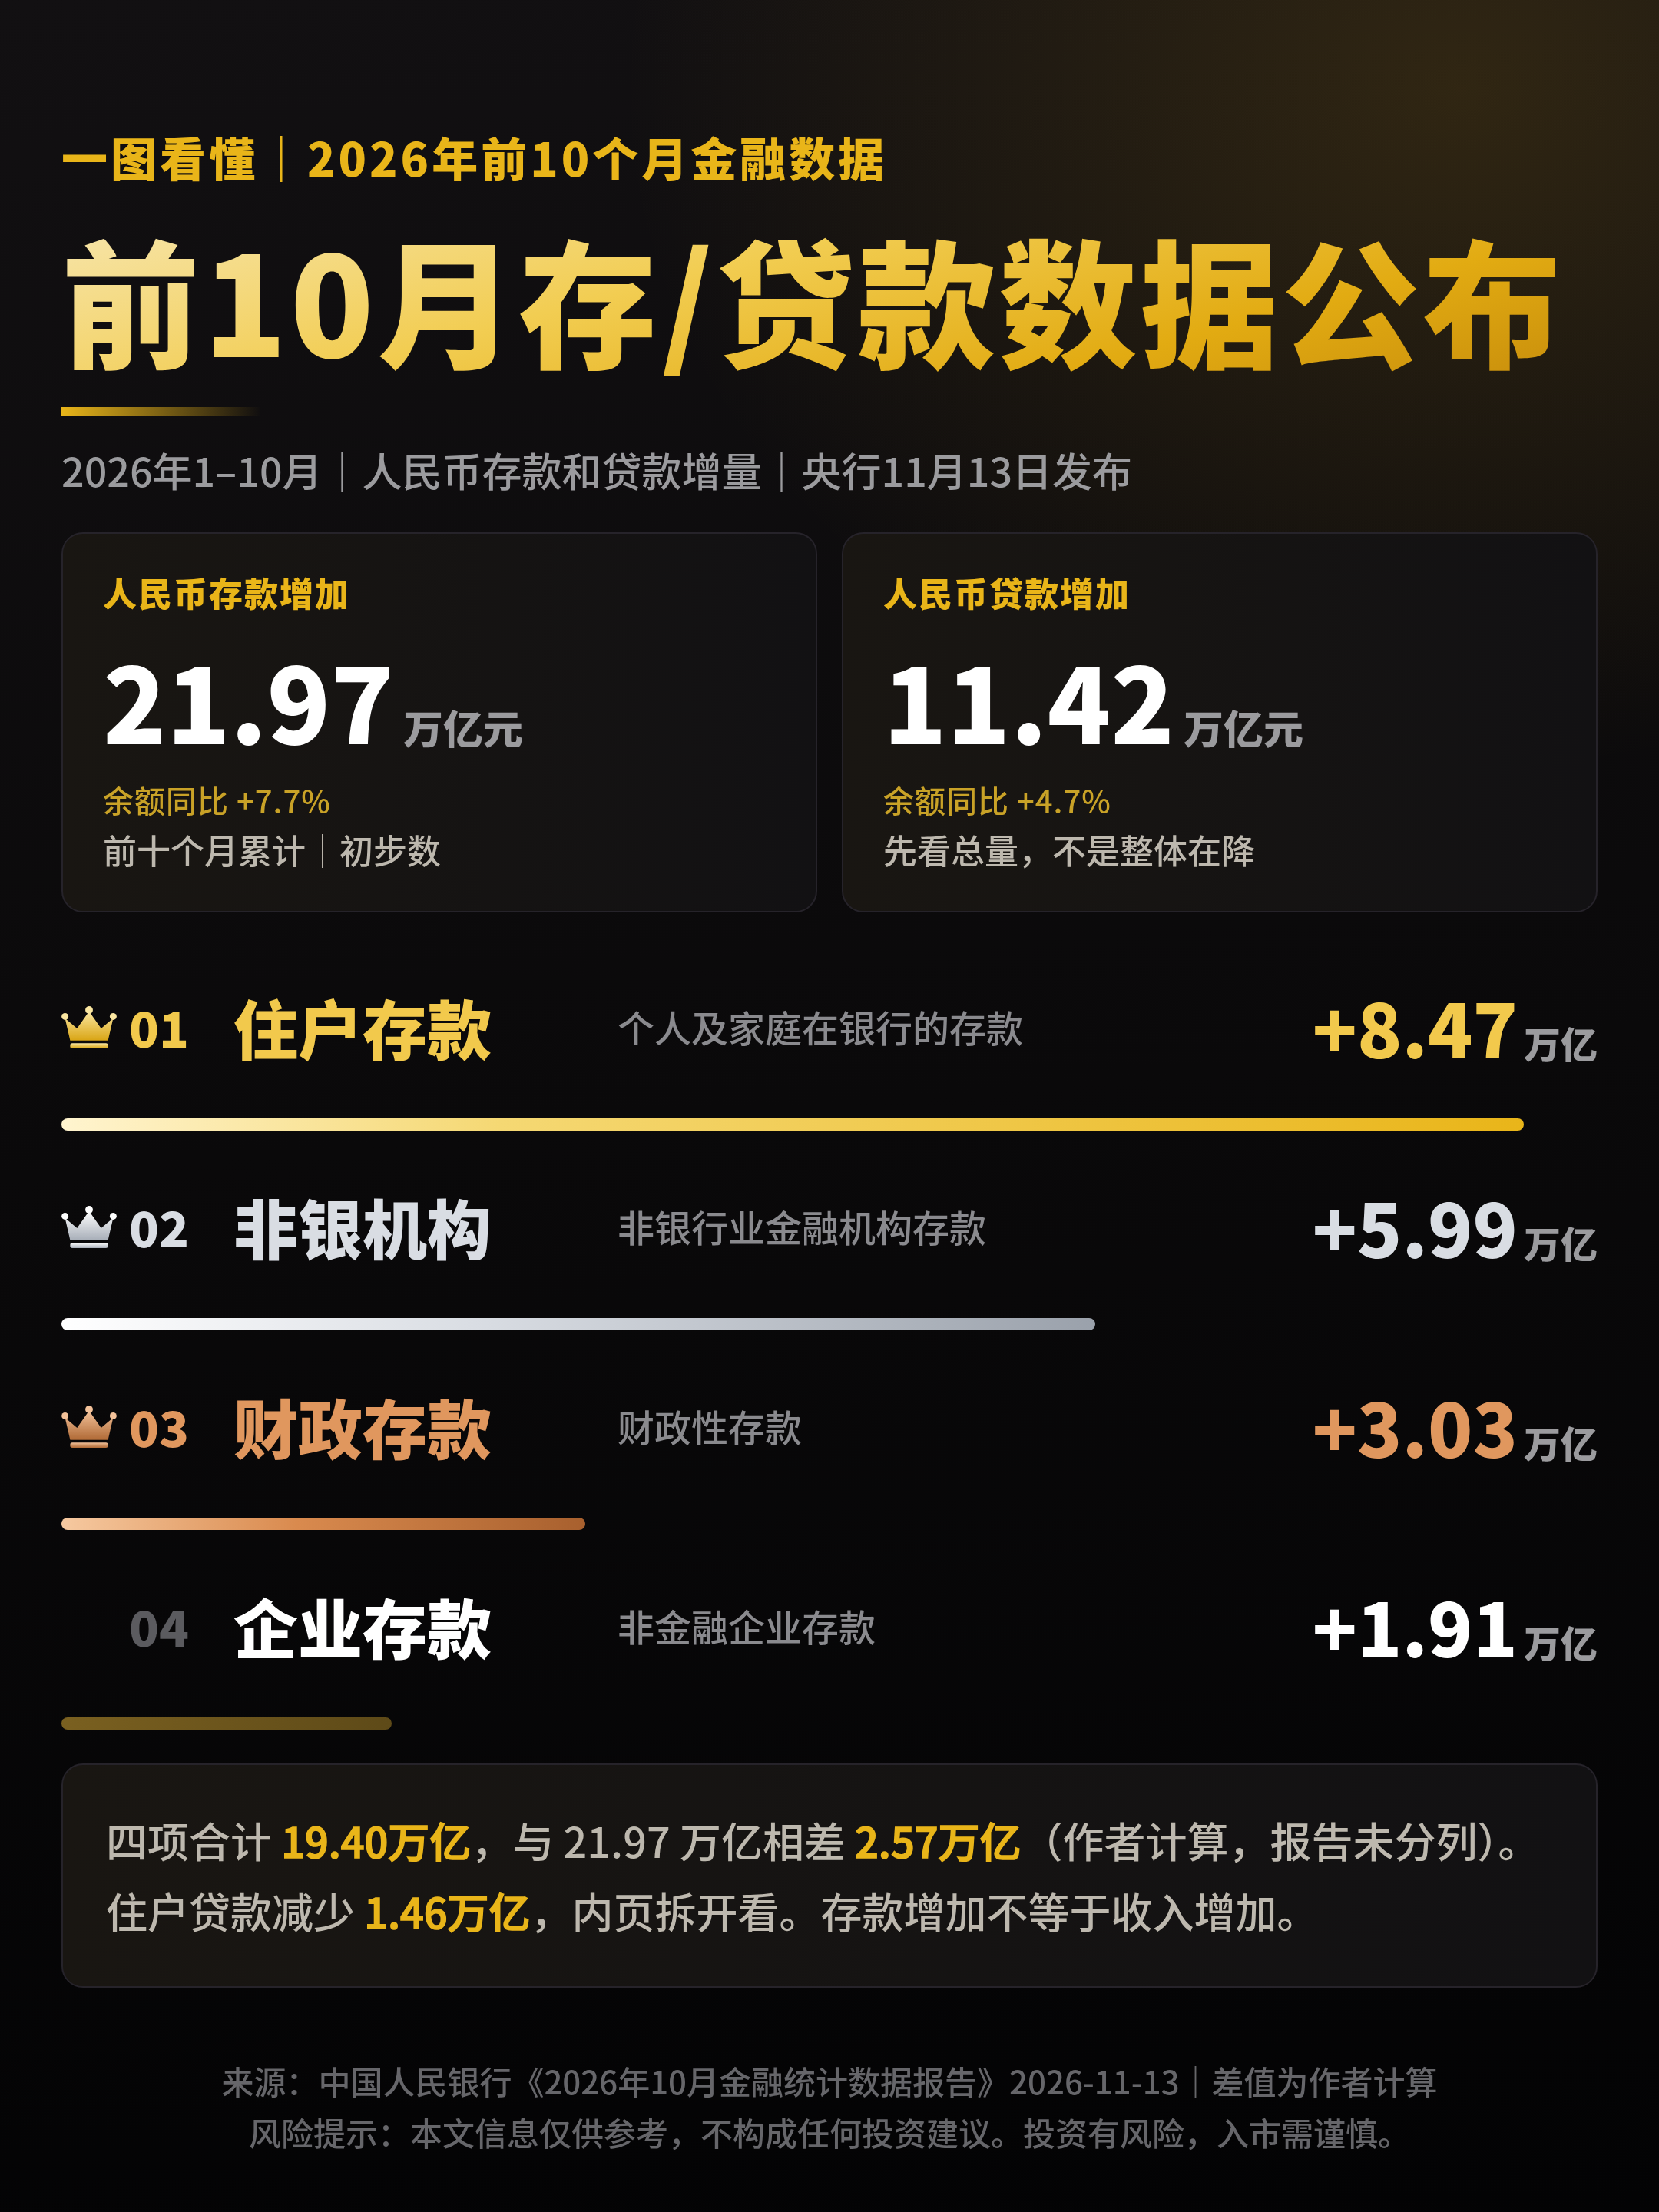 一图看懂｜2026年前10个月金融数据
前10月存/贷款数据公布
2026年1–10月｜人民币存款和贷款增量｜央行11月13日发布
人民币存款增加
21.97 万亿元
余额同比 +7.7%
前十个月累计｜初步数
人民币贷款增加
11.42 万亿元
余额同比 +4.7%
先看总量，不是整体在降
01 住户存款 个人及家庭在银行的存款 +8.47 万亿
02 非银机构 非银行业金融机构存款 +5.99 万亿
03 财政存款 财政性存款 +3.03 万亿
04 企业存款 非金融企业存款 +1.91 万亿
四项合计 19.40万亿，与 21.97 万亿相差 2.57万亿（作者计算，报告未分列）。
住户贷款减少 1.46万亿，内页拆开看。存款增加不等于收入增加。
来源：中国人民银行《2026年10月金融统计数据报告》2026-11-13｜差值为作者计算
风险提示：本文信息仅供参考，不构成任何投资建议。投资有风险，入市需谨慎。